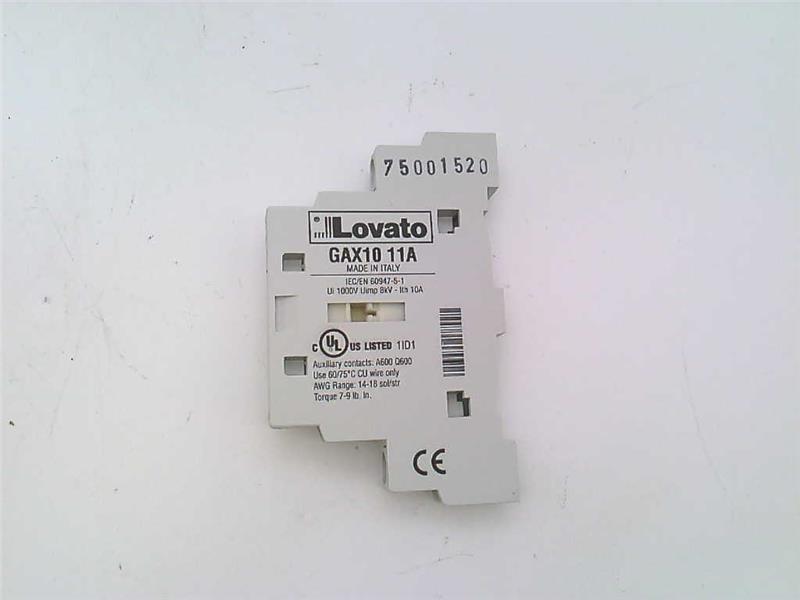 75001520
Lovato
GAX10 11A
MADE IN ITALY
IEC/EN 60947-5-1
Ui 1000V Uimp 8kV - Ith 10A
C UL US LISTED 1ID1
Auxiliary contacts: A600 Q600
Use 60/75°C CU wire only
AWG Range: 14-18 sol/str
Torque 7-9 lb. in.
CE